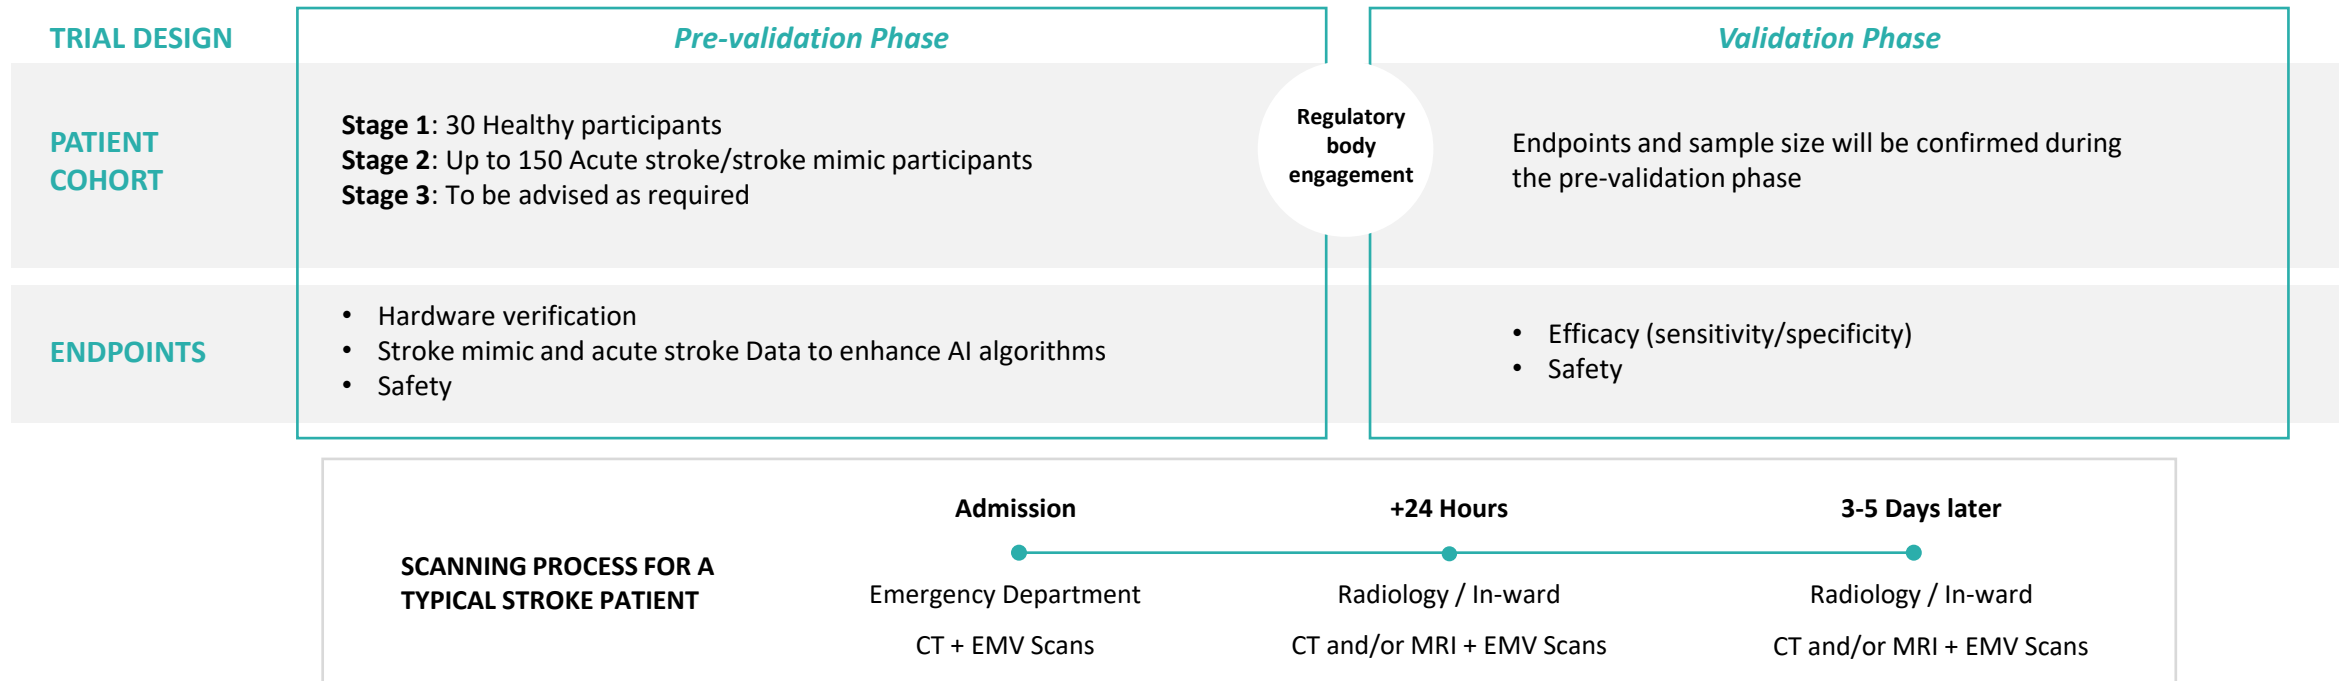 TRIAL DESIGN
Pre-validation Phase
Validation Phase
PATIENT
COHORT
Stage 1: 30 Healthy participants
Stage 2: Up to 150 Acute stroke/stroke mimic participants
Stage 3: To be advised as required
Regulatory
body
engagement
Endpoints and sample size will be confirmed during
the pre-validation phase
ENDPOINTS
• Hardware verification
• Stroke mimic and acute stroke Data to enhance AI algorithms
• Safety
• Efficacy (sensitivity/specificity)
• Safety
SCANNING PROCESS FOR A
TYPICAL STROKE PATIENT
Admission
Emergency Department
CT + EMV Scans
+24 Hours
Radiology / In-ward
CT and/or MRI + EMV Scans
3-5 Days later
Radiology / In-ward
CT and/or MRI + EMV Scans